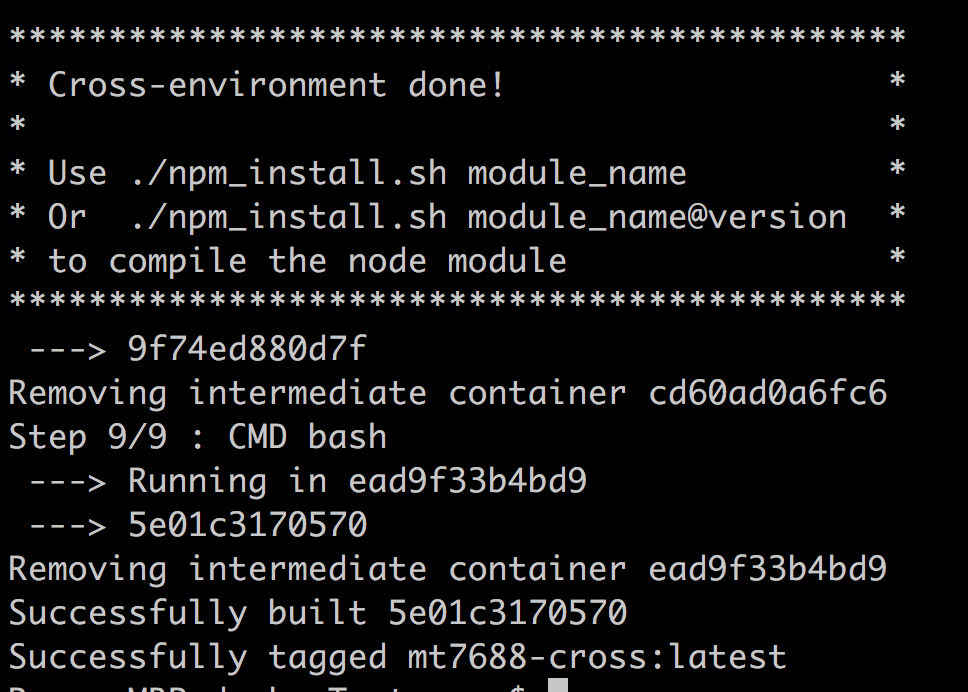 *********************************************
* Cross-environment done!                   *
*                                           *
* Use ./npm_install.sh module_name          *
* Or  ./npm_install.sh module_name@version  *
* to compile the node module                *
*********************************************
 ---> 9f74ed880d7f
Removing intermediate container cd60ad0a6fc6
Step 9/9 : CMD bash
 ---> Running in ead9f33b4bd9
 ---> 5e01c3170570
Removing intermediate container ead9f33b4bd9
Successfully built 5e01c3170570
Successfully tagged mt7688-cross:latest